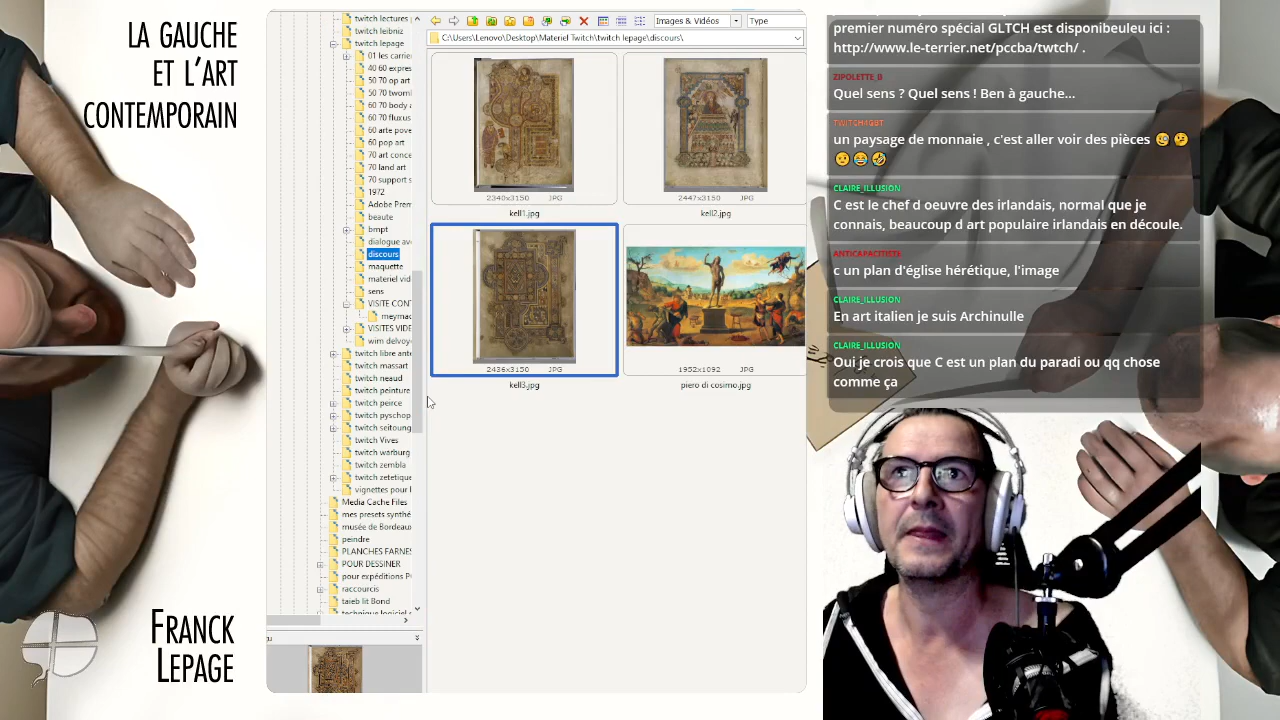 LA GAUCHE
ET L'ART
CONTEMPORAIN
FRANCK
LEPAGE
twitch lectures
twitch leibniz
twitch lepage
01 les carrie
40 60 expres
50 70 op art
50 70 twom
60 70 body a
60 70 fluxus
60 arte pove
60 pop art
70 art conce
70 land art
70 support s
1972
Adobe Prem
beaute
bmpt
dialogue av
discours
maquette
materiel vid
sens
VISITE CON
meymac
VISITES VIDE
wim delvoy
twitch libre ante
twitch massart
twitch neaud
twitch peinture
twitch peirce
twitch pyschop
twitch seitoung
twitch Vives
twitch warburg
twitch zembla
twitch zetetique
vignettes pour l
Media Cache Files
mes presets synthé
musée de Bordeau
peindre
PLANCHES FARNES
POUR DESSINER
pour expéditions P
raccourcis
taieb lit Bond
technique logiciel
Images & Vidéos
Type
C:\Users\Lenovo\Desktop\Materiel Twitch\twitch lepage\discours\
2340x3150 JPG
kell1.jpg
244?x3150 JPG
kell2.jpg
2436x3150 JPG
kell3.jpg
1952x1092 JPG
piero di cosimo.jpg
premier numéro spécial GLTCH est disponibeuleu ici :
http://www.le-terrier.net/pccba/twtch/ .
ZIPOLETTE_B
Quel sens ? Quel sens ! Ben à gauche...
TWITCH4GBT
un paysage de monnaie , c'est aller voir des pièces
CLAIRE_ILLUSION
C est le chef d oeuvre des irlandais, normal que je
connais, beaucoup d art populaire irlandais en découle.
c un plan d'église hérétique, l'image
CLAIRE_ILLUSION
En art italien je suis Archinulle
CLAIRE_ILLUSION
Oui je crois que C est un plan du paradi ou qq chose
comme ça